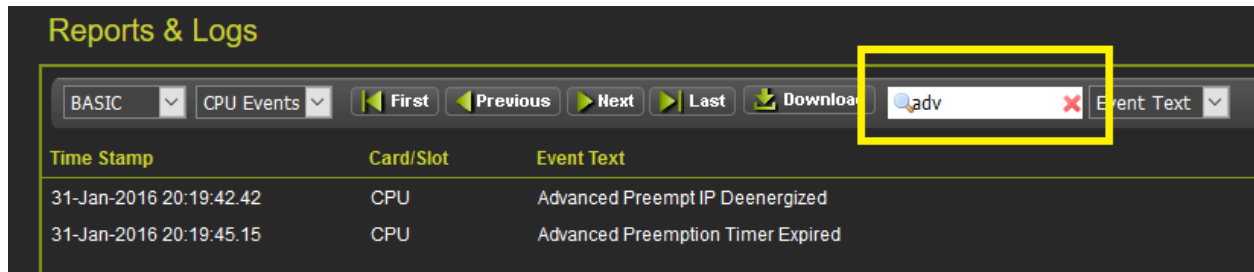 Reports & Logs
BASIC CPU Events First Previous Next Last Downloa adv Event Text
Time Stamp Card/Slot Event Text
31-Jan-2016 20:19:42.42 CPU Advanced Preempt IP Deenergized
31-Jan-2016 20:19:45.15 CPU Advanced Preemption Timer Expired